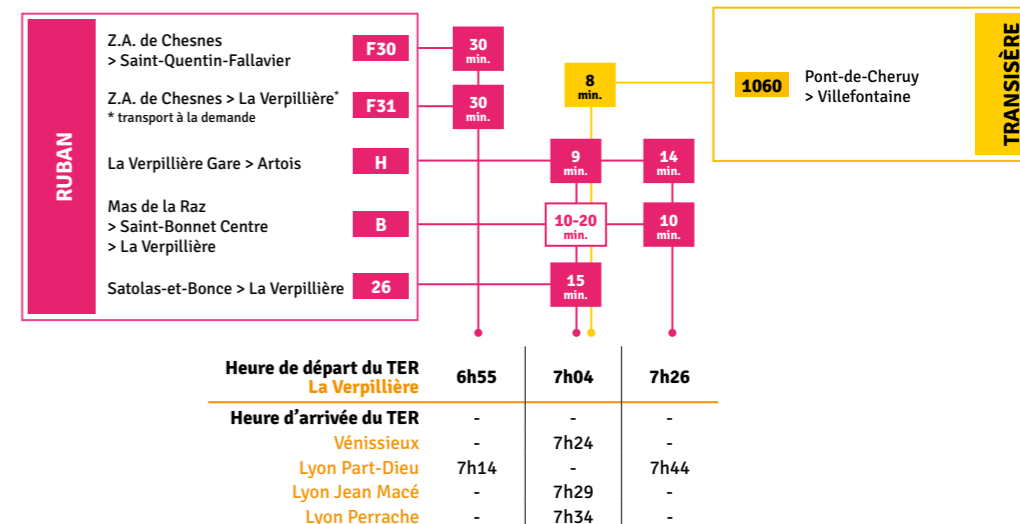 RUBAN
Z.A. de Chesnes
> Saint-Quentin-Fallavier
F30
30
min.
Z.A. de Chesnes > La Verpillière*
* transport à la demande
F31
30
min.
La Verpillière Gare > Artois
H
9
min.
14
min.
Mas de la Raz
> Saint-Bonnet Centre
> La Verpillière
B
10-20
min.
10
min.
Satolas-et-Bonce > La Verpillière
26
15
min.
8
min.
1060
Pont-de-Cheruy
> Villefontaine
TRANSISÈRE
Heure de départ du TER
La Verpillière
6h55 7h04 7h26
Heure d'arrivée du TER - - -
Vénissieux - 7h24 -
Lyon Part-Dieu 7h14 - 7h44
Lyon Jean Macé - 7h29 -
Lyon Perrache - 7h34 -